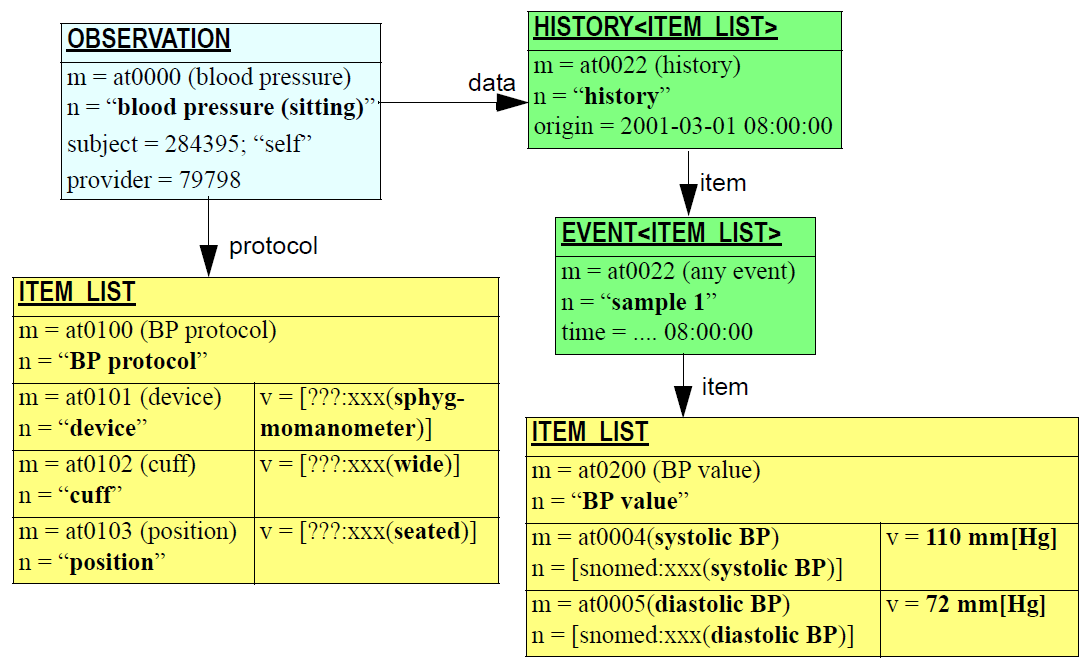 OBSERVATION
m = at0000 (blood pressure)
n = “blood pressure (sitting)”
subject = 284395; “self”
provider = 79798
data
HISTORY<ITEM_LIST>
m = at0022 (history)
n = “history”
origin = 2001-03-01 08:00:00
item
EVENT<ITEM_LIST>
m = at0022 (any event)
n = “sample 1”
time = .... 08:00:00
item
protocol
ITEM_LIST
m = at0100 (BP protocol)
n = “BP protocol”
m = at0101 (device)
n = “device”
v = [???:xxx(sphyg-
momanometer)]
m = at0102 (cuff)
n = “cuff”
v = [???:xxx(wide)]
m = at0103 (position)
n = “position”
v = [???:xxx(seated)]
ITEM_LIST
m = at0200 (BP value)
n = “BP value”
m = at0004(systolic BP)
n = [snomed:xxx(systolic BP)]
v = 110 mm[Hg]
m = at0005(diastolic BP)
n = [snomed:xxx(diastolic BP)]
v = 72 mm[Hg]